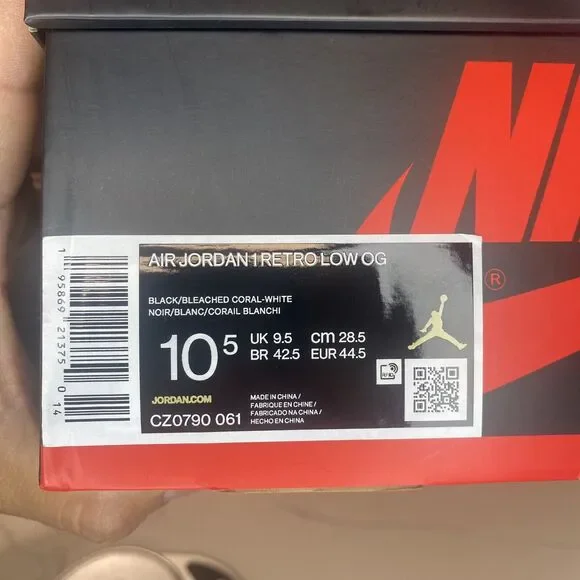 NI
®
AIR JORDAN 1 RETRO LOW OG
BLACK/BLEACHED CORAL-WHITE
NOIR/BLANC/CORAIL BLANCHI
10 5
UK 9.5 cm 28.5
BR 42.5 EUR 44.5
JORDAN.COM
CZ0790 061
MADE IN CHINA /
FABRIQUE EN CHINE /
FABRICADO NA CHINA /
HECHO EN CHINA
1 95869 21375 0 14